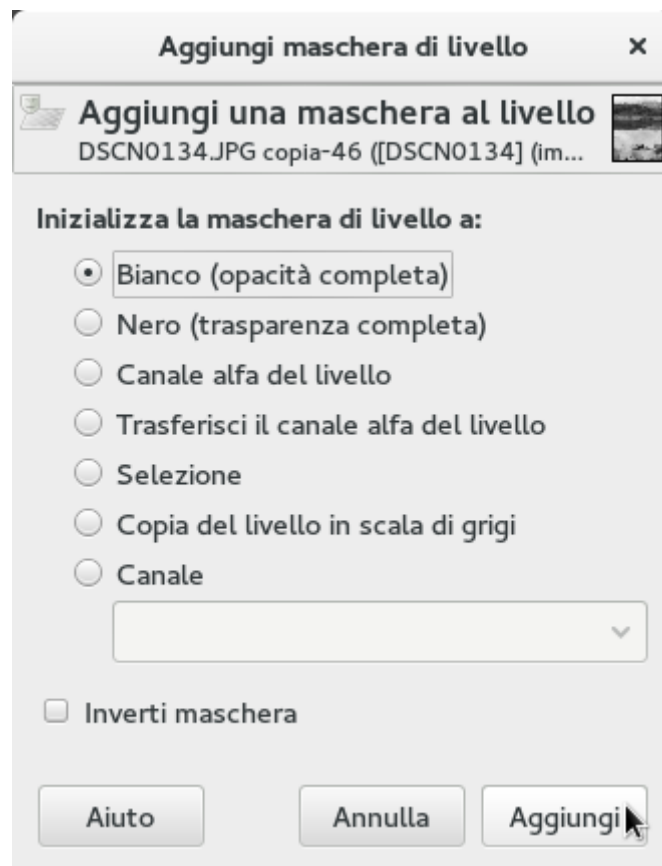 Aggiungi maschera di livello
Aggiungi una maschera al livello
DSCN0134.JPG copia-46 ([DSCN0134] (im...
Inizializza la maschera di livello a:
Bianco (opacità completa)
Nero (trasparenza completa)
Canale alfa del livello
Trasferisci il canale alfa del livello
Selezione
Copia del livello in scala di grigi
Canale
Inverti maschera
Aiuto
Annulla
Aggiungi